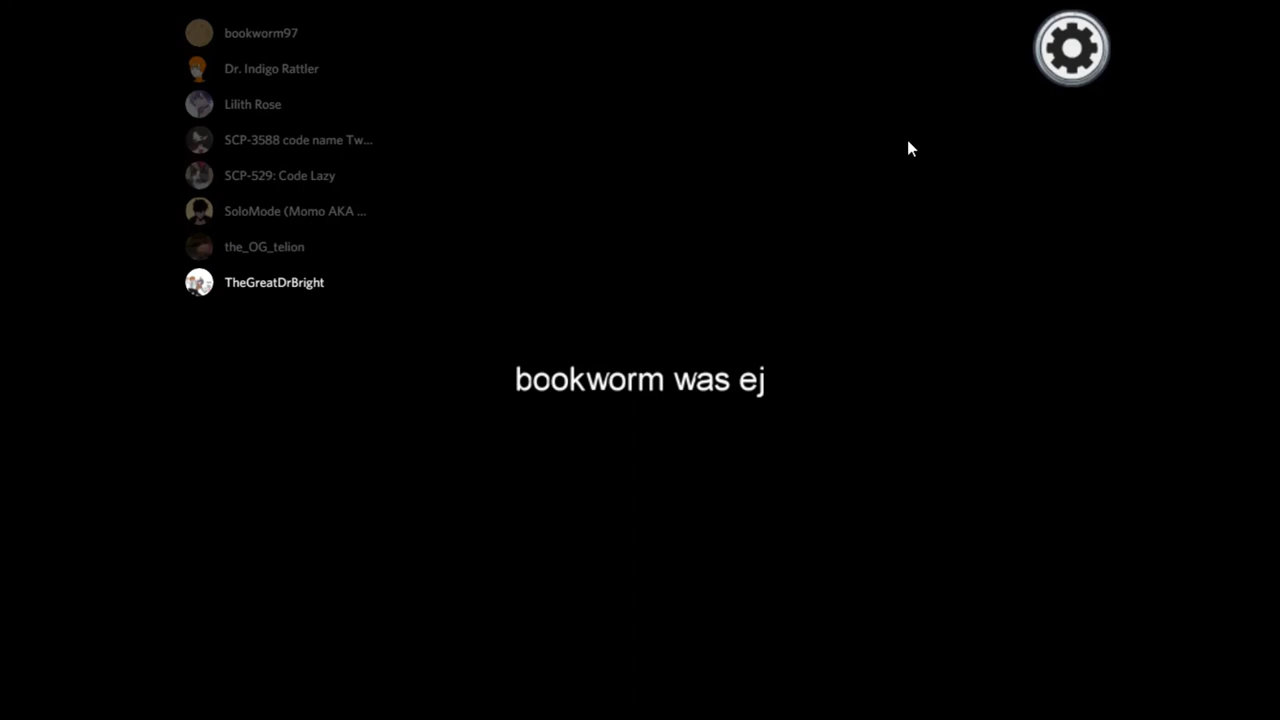 bookworm97
Dr. Indigo Rattler
Lilith Rose
SCP-3588 code name Tw...
SCP-529: Code Lazy
SoloMode (Momo AKA ...
the_OG_telion
TheGreatDrBright
bookworm was ej